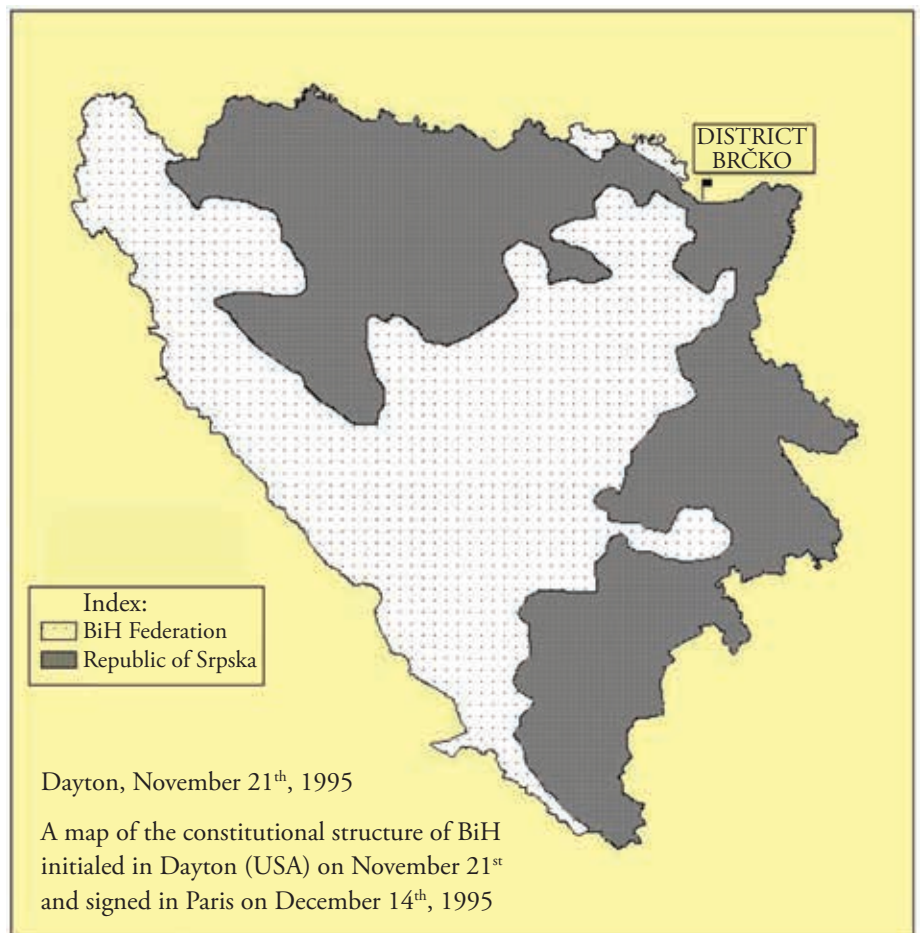 DISTRICT
BRČKO
Index:
BiH Federation
Republic of Srpska
Dayton, November 21th, 1995
A map of the constitutional structure of BiH
initialed in Dayton (USA) on November 21st
and signed in Paris on December 14th, 1995